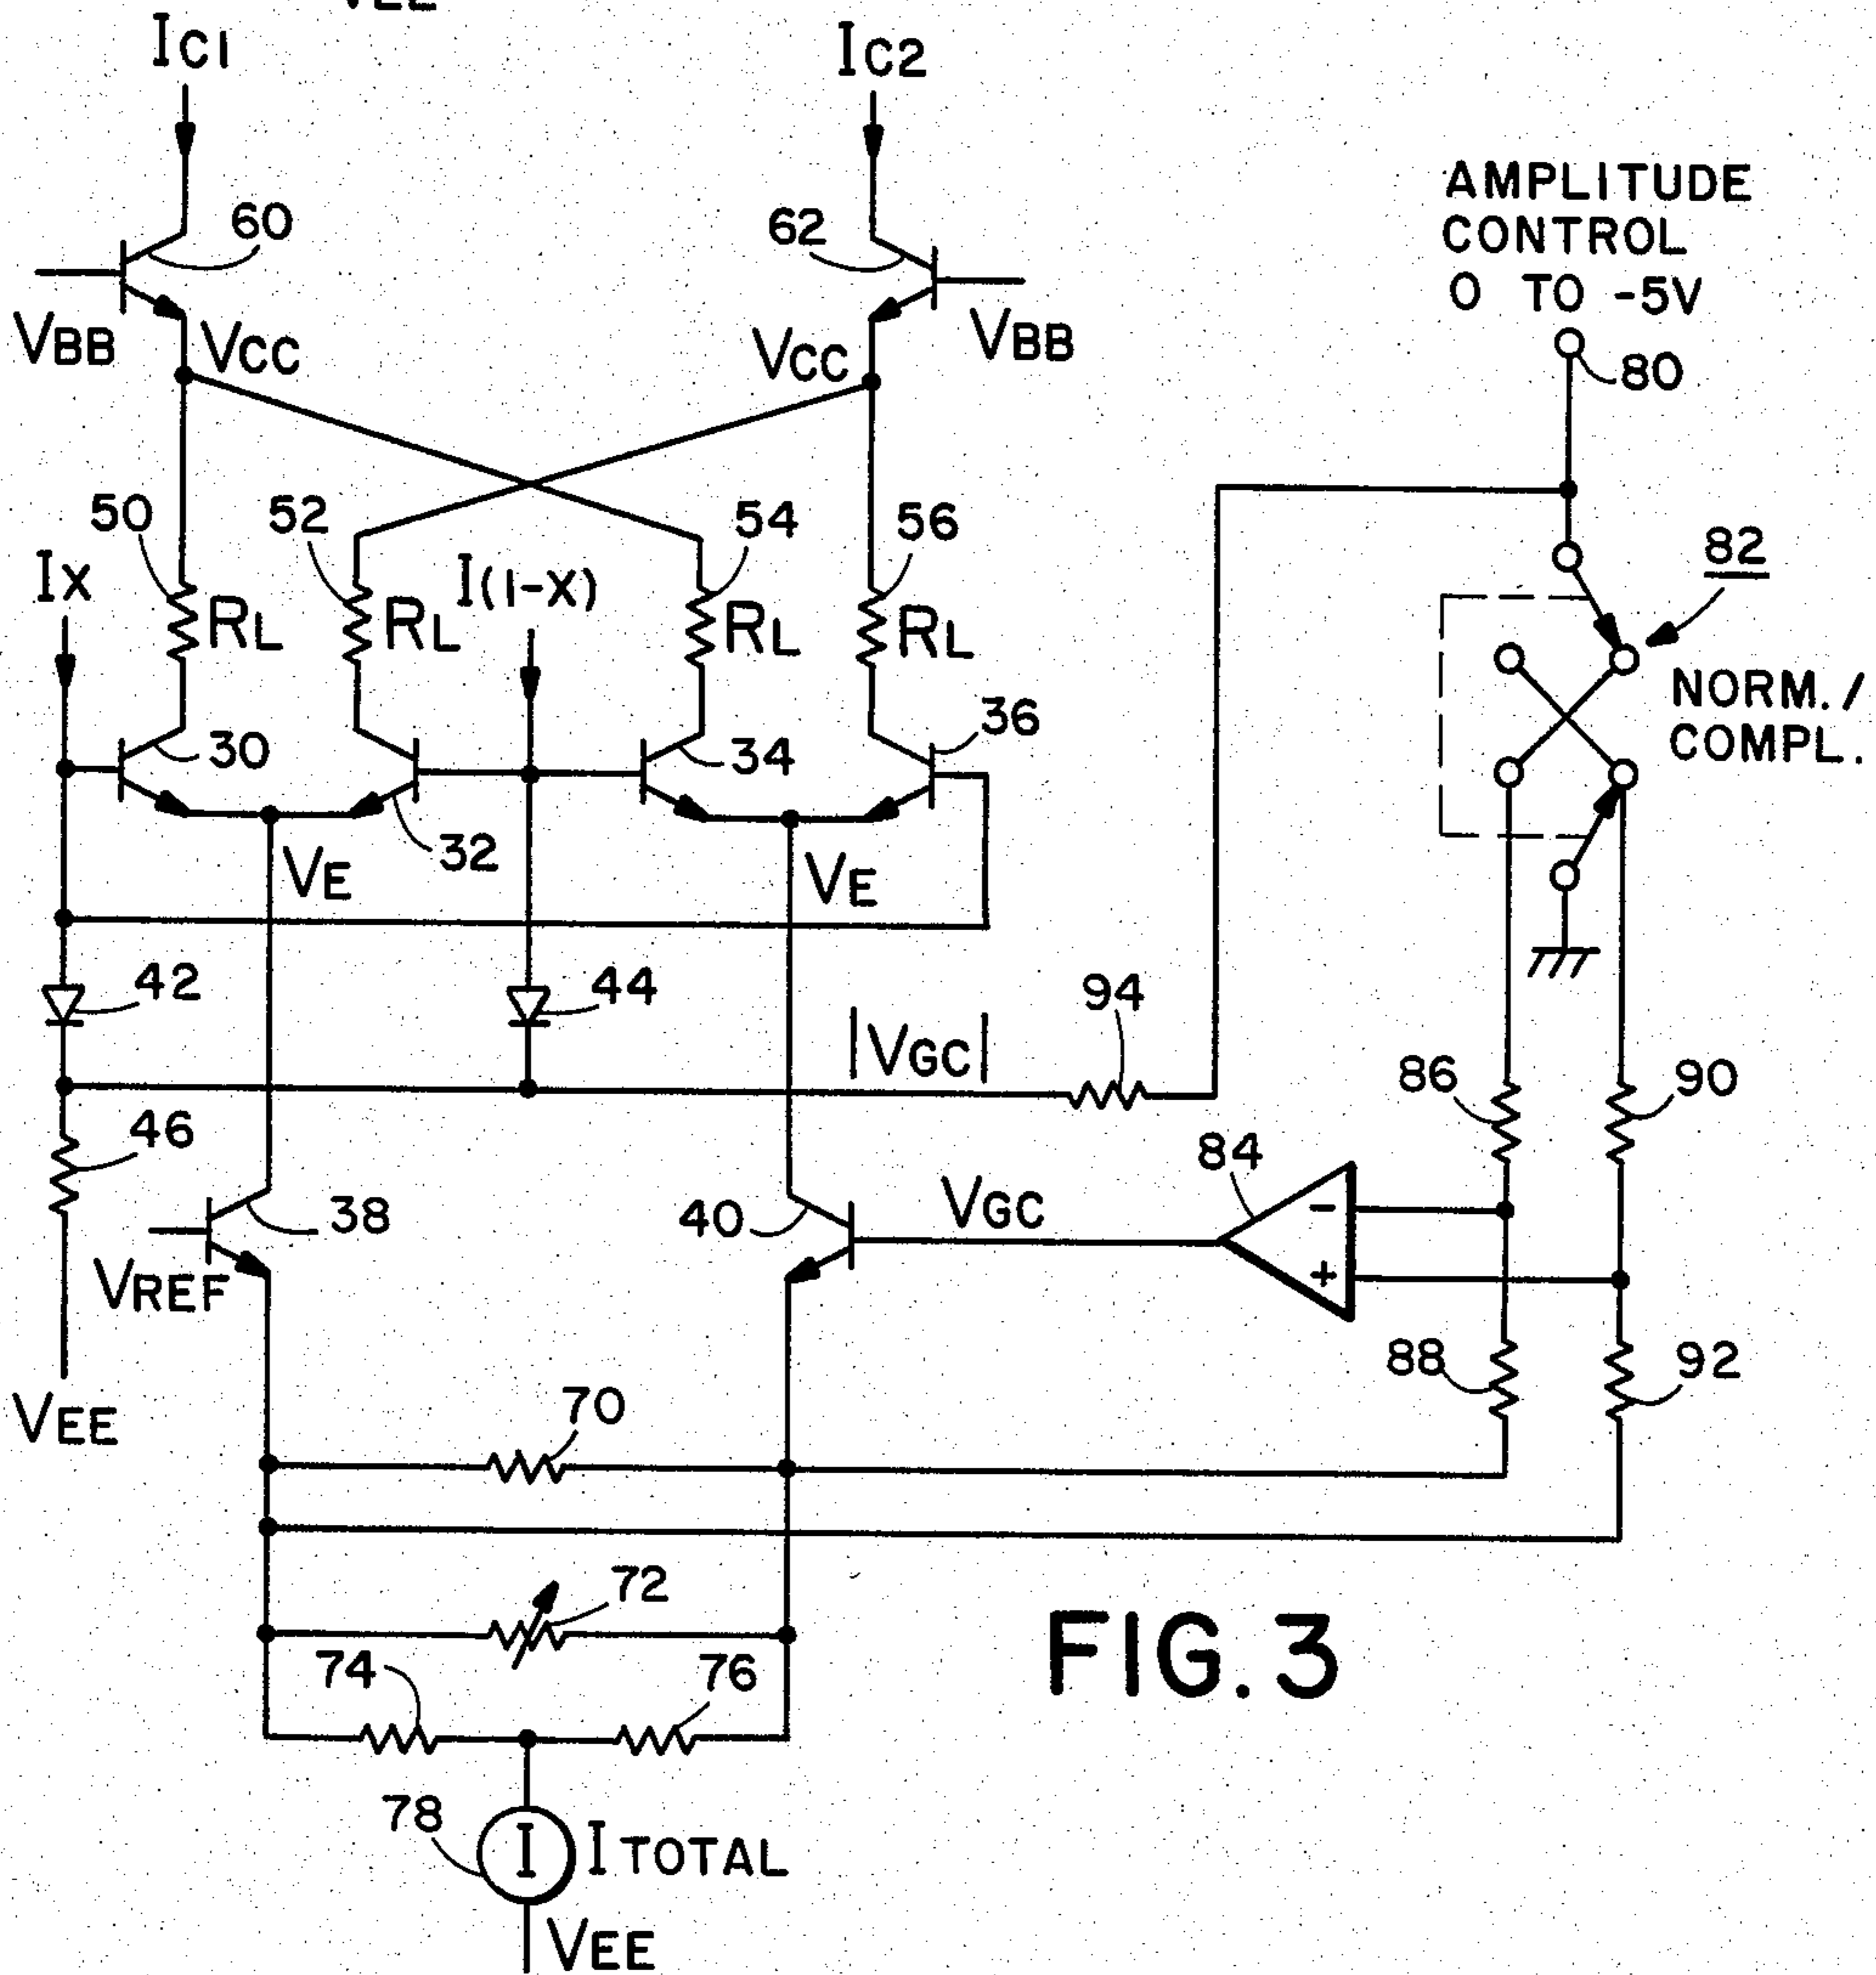 VEE
IC1
IC2
60
62
AMPLITUDE
CONTROL
0 TO -5V
VBB
VCC
VCC
VBB
80
50
52
54
56
82
IX
RL
RL
I(1-X)
RL
RL
NORM./
COMPL.
30
34
36
32
VE
VE
42
44
94
|VGC|
86
90
46
84
38
40
VGC
-
+
VREF
88
92
VEE
70
72
FIG. 3
74
76
78
I
ITOTAL
VEE